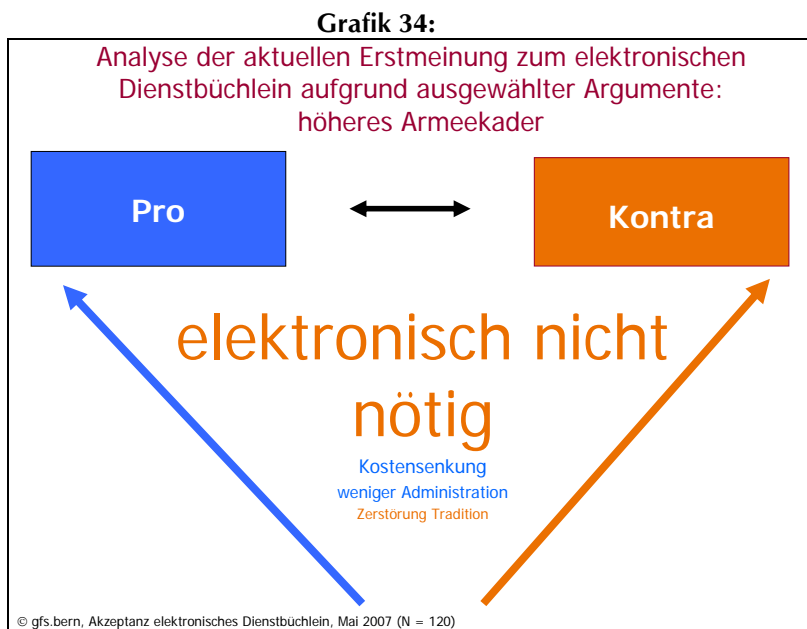 Grafik 34:
Analyse der aktuellen Erstmeinung zum elektronischen
Dienstbüchlein aufgrund ausgewählter Argumente:
höheres Armeekader
Pro
Kontra
elektronisch nicht
nötig
Kostensenkung
weniger Administration
Zerstörung Tradition
© gfs.bern, Akzeptanz elektronisches Dienstbüchlein, Mai 2007 (N = 120)